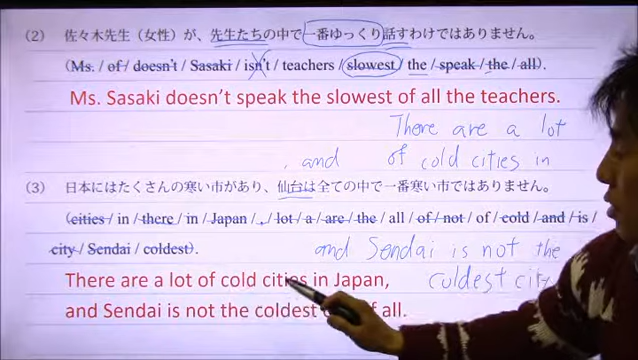 (2) 佐々木先生（女性）が、先生たちの中で一番ゆっくり話すわけではありません。
(Ms. / of / doesn't / Sasaki / isn't / teachers / slowest / the / speak / the / all).
Ms. Sasaki doesn't speak the slowest of all the teachers.
There are a lot
, and of cold cities in
(3) 日本にはたくさんの寒い市があり、仙台は全ての中で一番寒い市ではありません。
(cities / in / there / in / Japan / , / lot / a / are / the / all / of / not / of / cold / and / is /
city / Sendai / coldest).
and Sendai is not the
There are a lot of cold cities in Japan,
coldest
and Sendai is not the coldest of all.